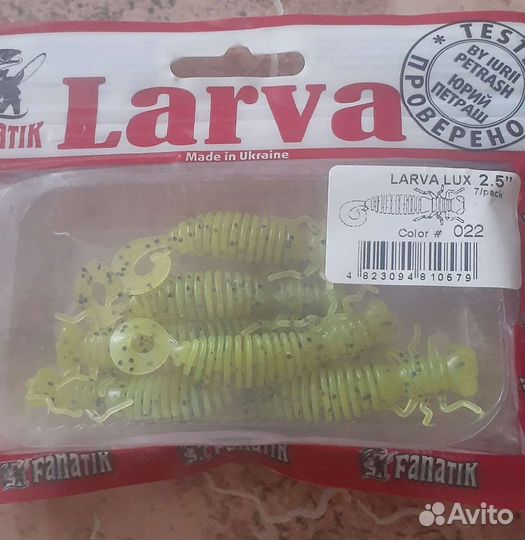 Larva
FANATIK
Made in Ukraine
TESTED
BY IURII
PETRASH
ЮРИЙ
ПЕТРАШ
ПРОВЕРЕНО
LARVA LUX 2.5”
7/pack
Color # 022
4 823094 810679
FANATIK
FANATIK
Avito